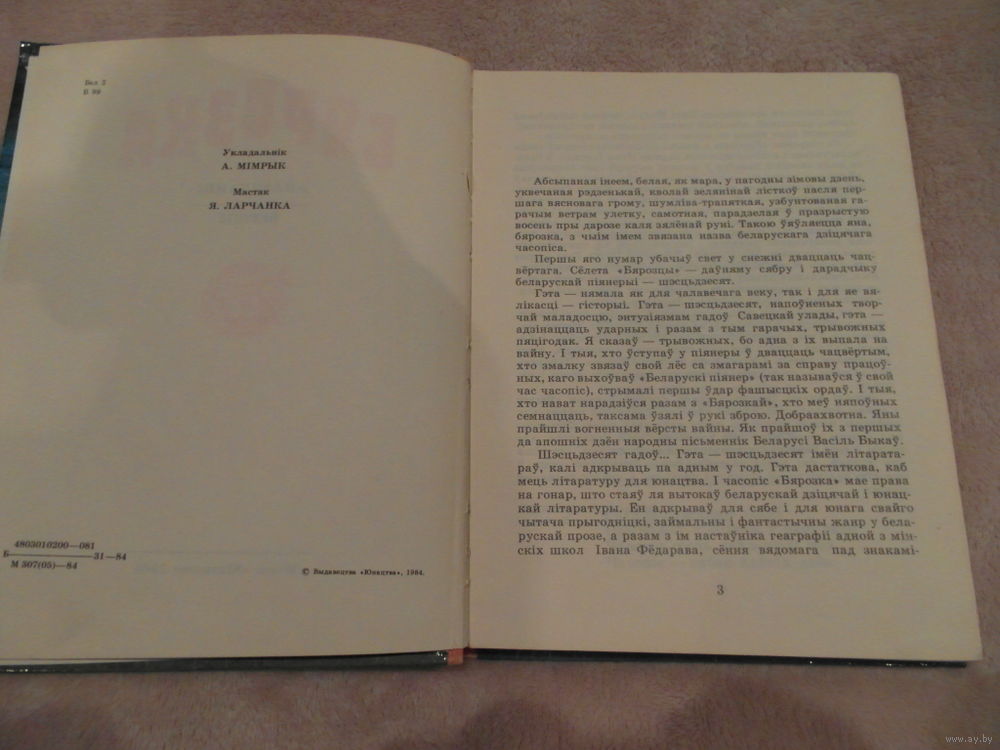 Бел 2
Б 99
Укладальнік
А. МІМРЫК
Мастак
Я. ЛАРЧАНКА
4803010200—081
Б 31—84
М 307(05)—84
© Выдавецтва «Юнацтва», 1984.
Абсыпаная інеем, белая, як мара, у пагодны зімовы дзень,
уквечаная рэдзенькай, кволай зелянінай лісткоў пасля пер-
шага вясновага грому, шумліва-трапяткая, узбунтованая га-
рачым ветрам улетку, самотная, парадзелая ў празрыстую
восень пры дарозе каля зялёнай руні. Такою ўяўляецца яна,
бярозка, з чыім імем звязана назва беларускага дзіцячага
часопіса.
Першы яго нумар убачыў свет у снежні дваццаць чац-
вёртага. Сёлета «Бярозцы» — даўняму сябру і дарадчыку
беларускай піянерыі — шэсцьдзесят.
Гэта — нямала як для чалавечага веку, так і для яе вя-
лікасці — гісторыі. Гэта — шэсцьдзесят, напоўненых твор-
чай маладосцю, энтузіязмам гадоў Савецкай улады, гэта —
адзінаццаць ударных і разам з тым гарачых, трывожных
пяцігодак. Я сказаў — трывожных, бо адна з іх выпала на
вайну. І тыя, хто ўступаў у піянеры ў дваццаць чацвёртым,
хто змалку звязаў свой лёс са змагарамі за справу працоў-
ных, каго выхоўваў «Беларускі піянер» (так называўся ў свой
час часопіс), стрымалі першы ўдар фашысцкіх ордаў. І тыя,
хто нават нарадзіўся разам з «Бярозкай», хто меў няпоўных
семнаццаць, таксама ўзялі ў рукі зброю. Добраахвотна. Яны
прайшлі вогненныя вёрсты вайны. Як прайшоў іх з першых
да апошніх дзён народны пісьменнік Беларусі Васіль Быкаў.
Шэсцьдзесят гадоў... Гэта — шэсцьдзесят імён літарата-
раў, калі адкрываць па адным у год. Гэта дастаткова, каб
мець літаратуру для юнацтва. І часопіс «Бярозка» мае права
на гонар, што стаяў ля вытокаў беларускай дзіцячай і юнац-
кай літаратуры. Ён адкрываў для сябе і для юнага свайго
чытача прыгодніцкі, займальны і фантастычны жанр у бела-
рускай прозе, а разам з ім настаўніка геаграфіі адной з мін-
скіх школ Івана Фёдарава, сёння вядомага пад знакамі-
3
www.ay.by